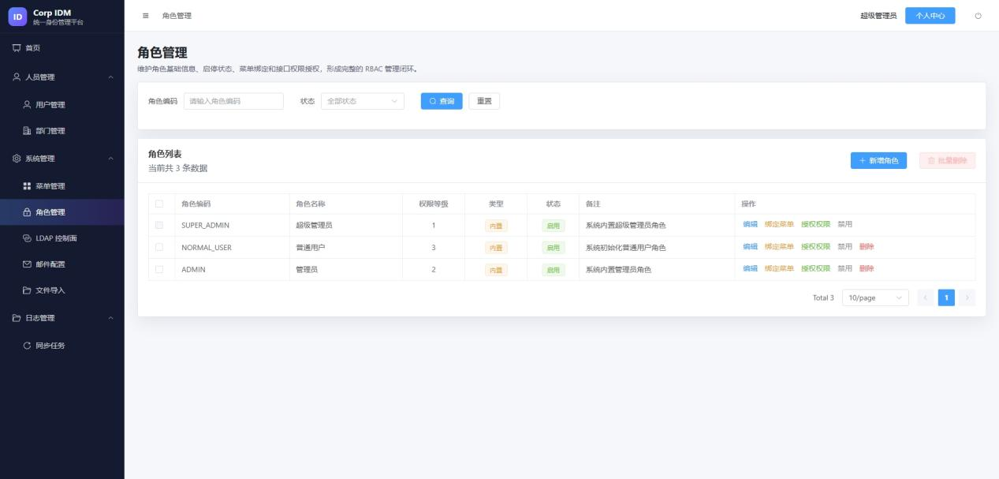 ID
Corp IDM
统一身份管理平台
首页
人员管理
用户管理
部门管理
系统管理
菜单管理
角色管理
LDAP 控制面
邮件配置
文件导入
日志管理
同步任务
角色管理
超级管理员
个人中心
角色管理
维护角色基础信息、启停状态、菜单绑定和接口权限授权，形成完整的 RBAC 管理闭环。
角色编码 请输入角色编码 状态 全部状态 查询 重置
角色列表
当前共 3 条数据
+ 新增角色 批量删除
角色编码 角色名称 权限等级 类型 状态 备注 操作
SUPER_ADMIN 超级管理员 1 内置 启用 系统内置超级管理员角色 编辑 绑定菜单 授权权限 禁用
NORMAL_USER 普通用户 3 内置 启用 系统初始化普通用户角色 编辑 绑定菜单 授权权限 禁用 删除
ADMIN 管理员 2 内置 启用 系统内置管理员角色 编辑 绑定菜单 授权权限 禁用 删除
Total 3 10/page < 1 >